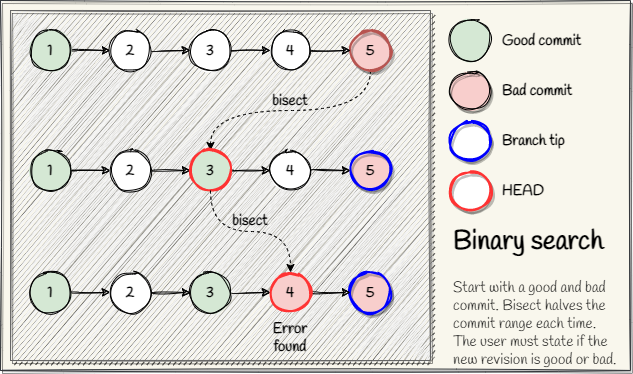 1 2 3 4 5
bisect
1 2 3 4 5
bisect
1 2 3 4 5
Error
found
Good commit
Bad commit
Branch tip
HEAD
Binary search
Start with a good and bad
commit. Bisect halves the
commit range each time.
The user must state if the
new revision is good or bad.